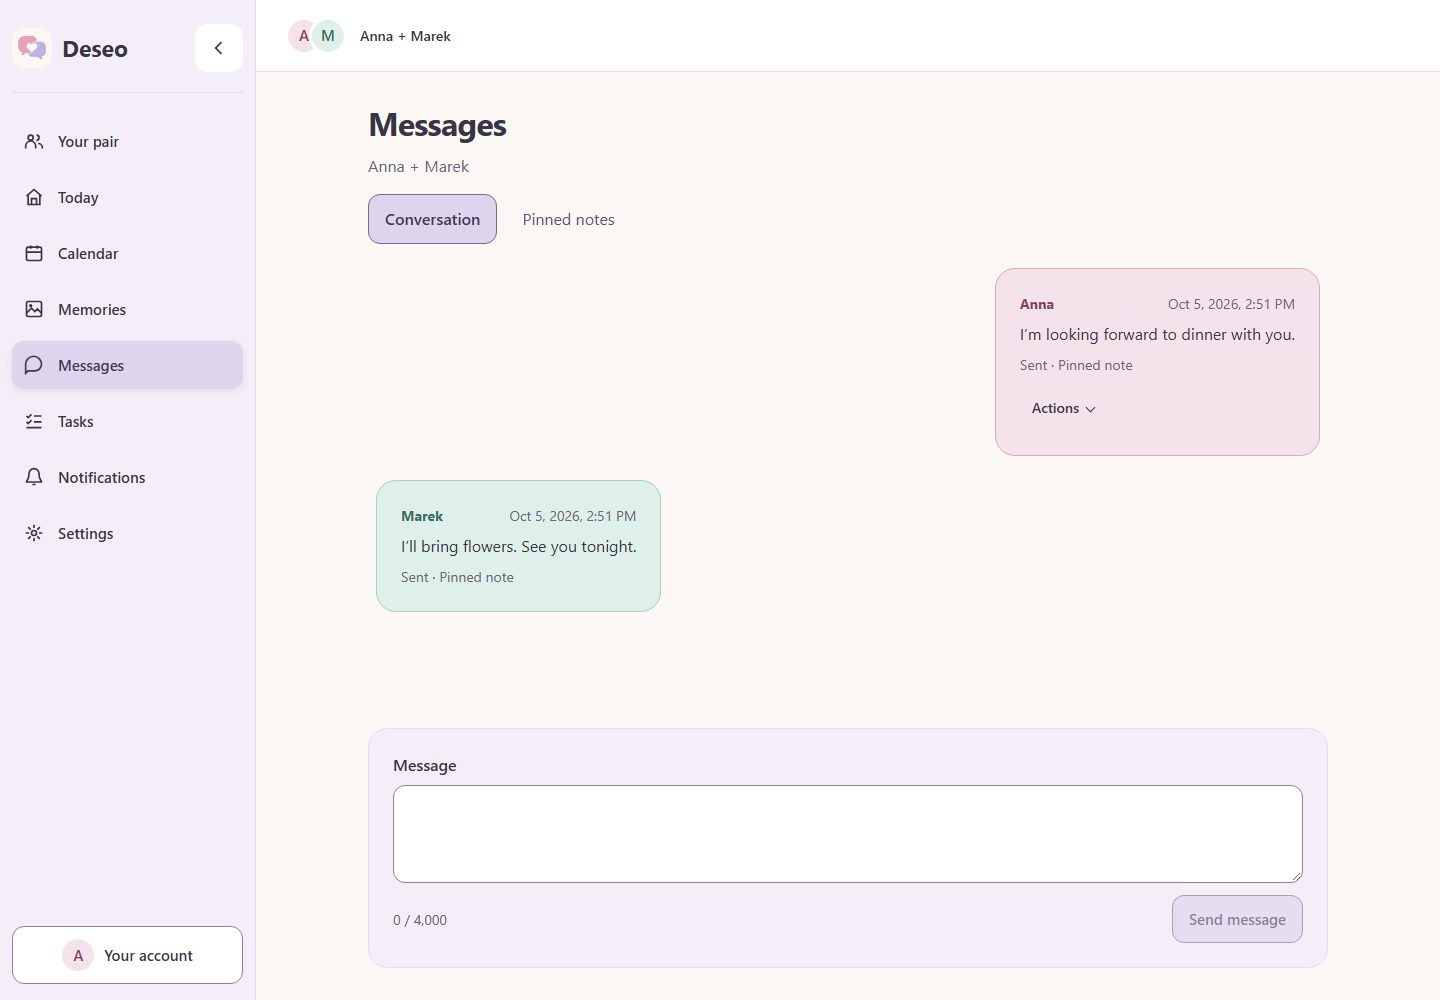 Deseo
Your pair
Today
Calendar
Memories
Messages
Tasks
Notifications
Settings
A Your account
A M Anna + Marek
Messages
Anna + Marek
Conversation Pinned notes
Anna Oct 5, 2026, 2:51 PM
I'm looking forward to dinner with you.
Sent · Pinned note
Actions
Marek Oct 5, 2026, 2:51 PM
I'll bring flowers. See you tonight.
Sent · Pinned note
Message
0 / 4,000 Send message